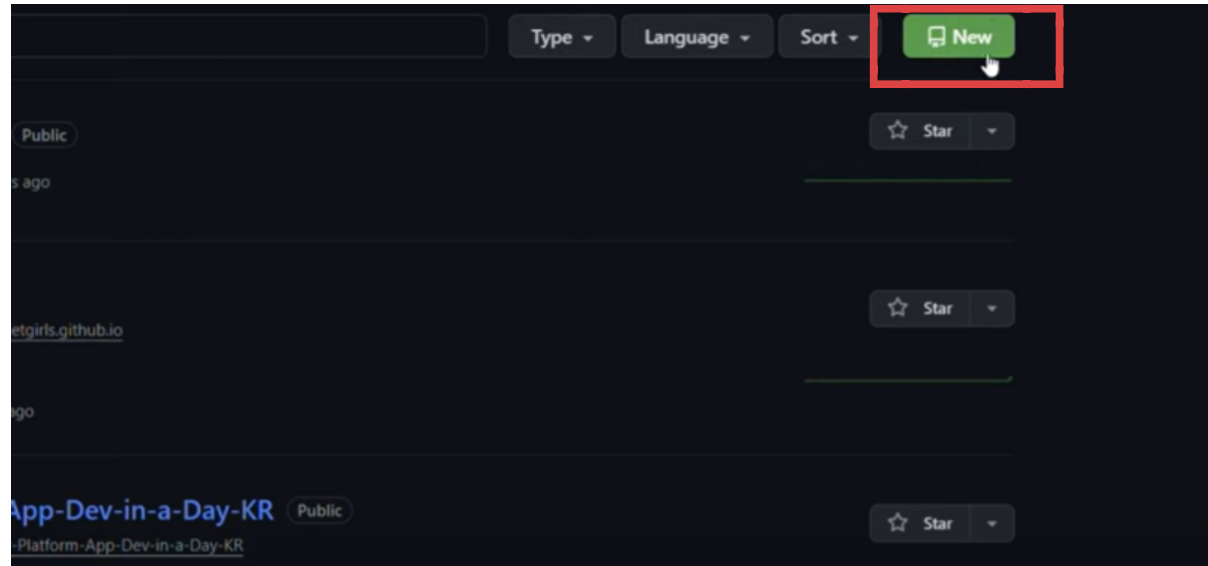 Type Language Sort New
Public Star
s ago
Star
etgirls.github.io
ago
App-Dev-in-a-Day-KR Public
Star
-Platform-App-Dev-in-a-Day-KR